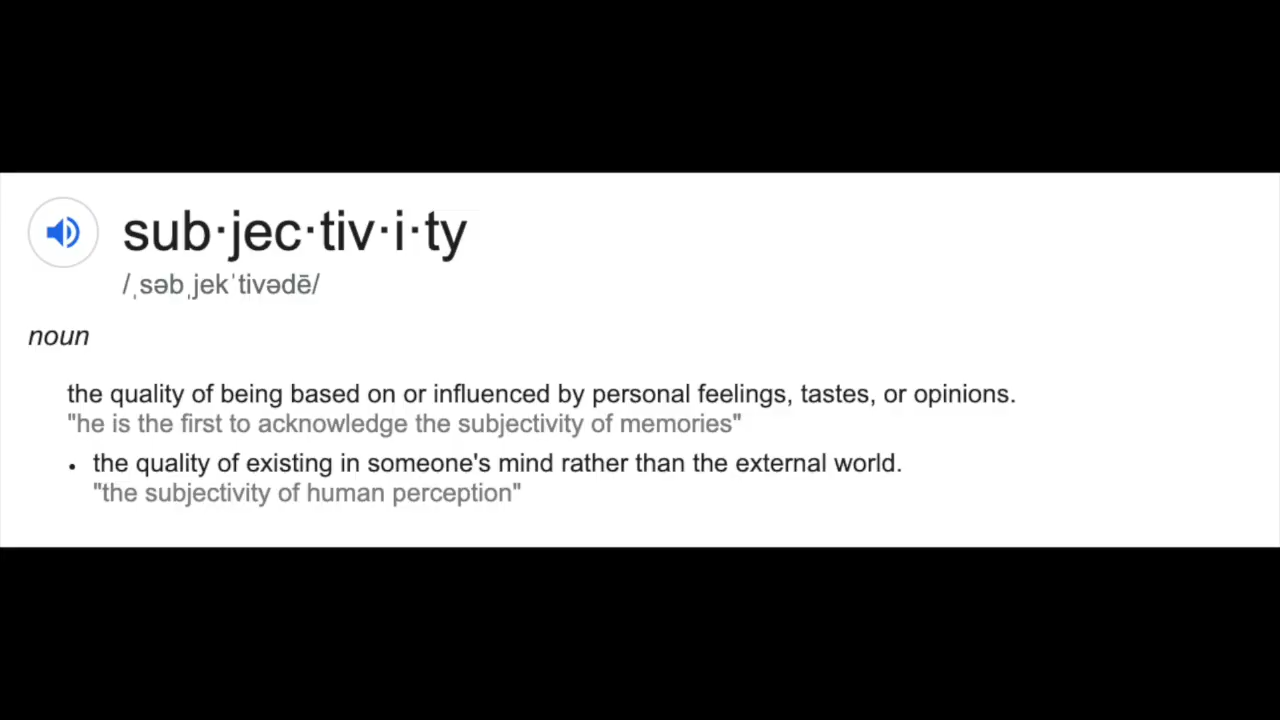 sub·jec·tiv·i·ty
/ˌsəbˌjekˈtivədē/
noun
the quality of being based on or influenced by personal feelings, tastes, or opinions.
"he is the first to acknowledge the subjectivity of memories"
• the quality of existing in someone's mind rather than the external world.
"the subjectivity of human perception"